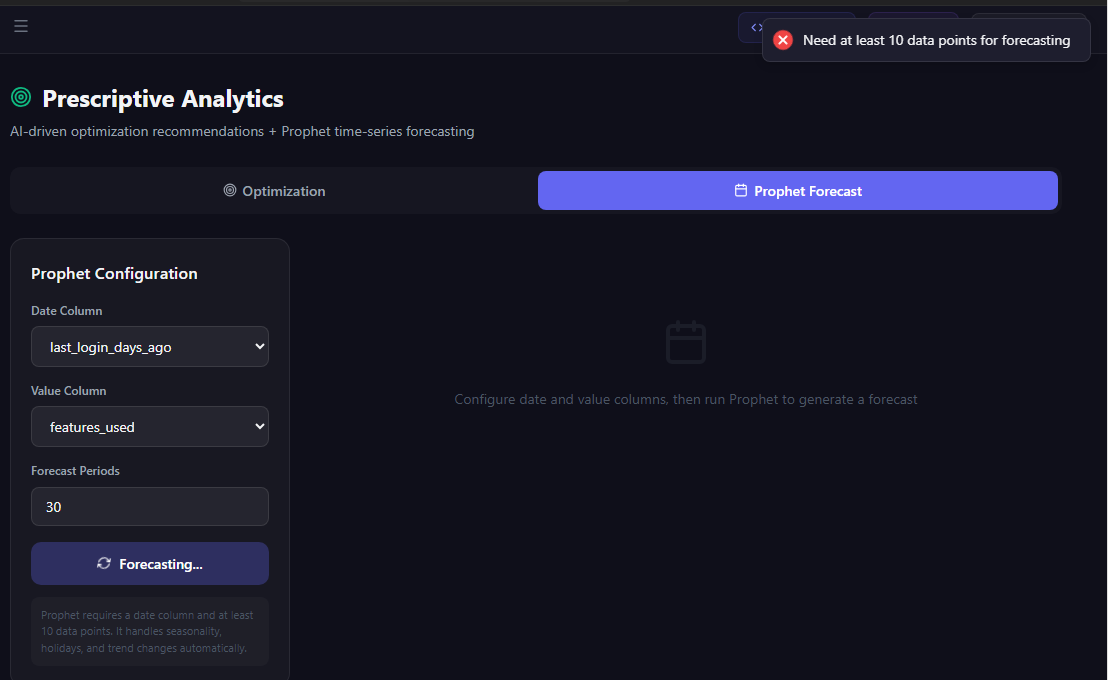 Need at least 10 data points for forecasting
Prescriptive Analytics
AI-driven optimization recommendations + Prophet time-series forecasting
Optimization
Prophet Forecast
Prophet Configuration
Date Column
last_login_days_ago
Value Column
features_used
Forecast Periods
30
Forecasting...
Prophet requires a date column and at least
10 data points. It handles seasonality,
holidays, and trend changes automatically.
Configure date and value columns, then run Prophet to generate a forecast